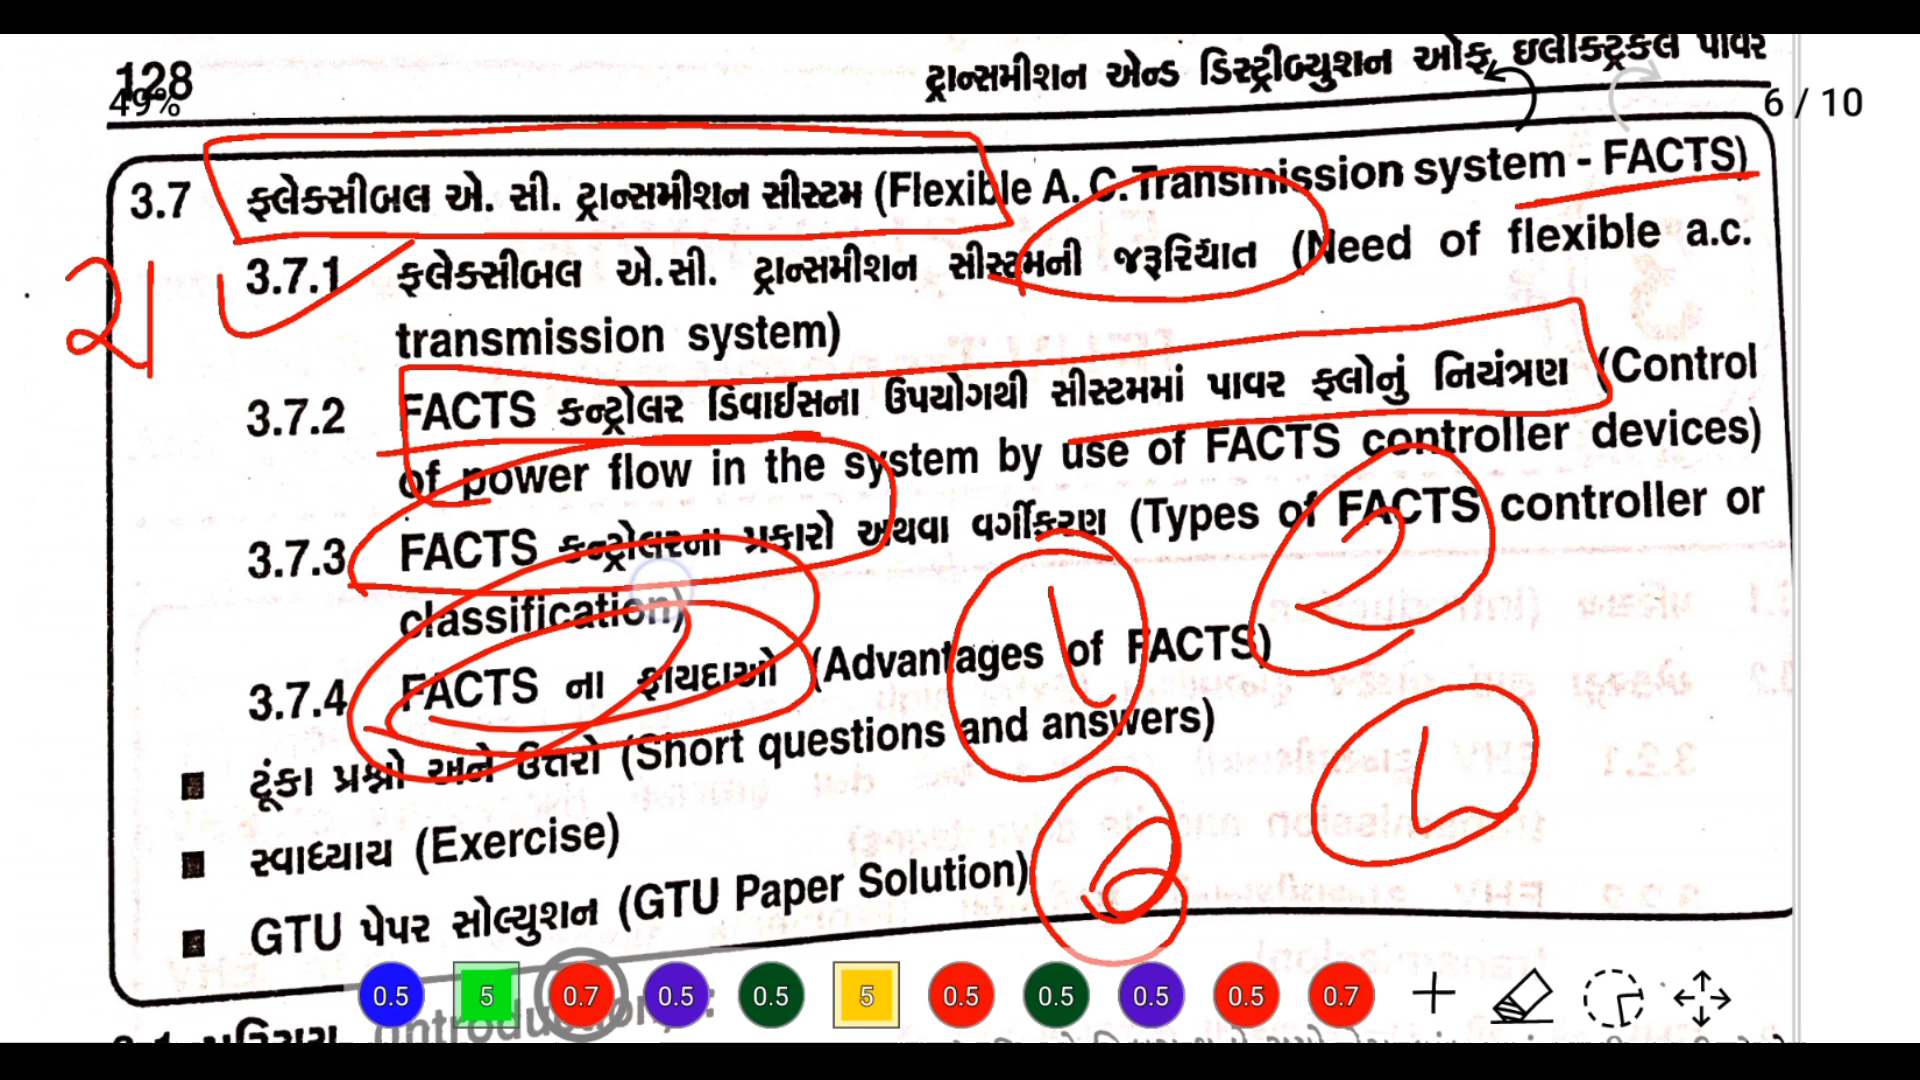 128 ટ્રાન્સમીશન એન્ડ ડિસ્ટ્રીબ્યુશન ઓફ ઇલેક્ટ્રિકલ પાવર
49% 6 / 10
3.7 ફ્લેક્સીબલ એ. સી. ટ્રાન્સમીશન સીસ્ટમ (Flexible A. C. Transmission system - FACTS)
3.7.1 ફ્લેક્સીબલ એ.સી. ટ્રાન્સમીશન સીસ્ટમની જરૂરિયાત (Need of flexible a.c.
21
transmission system)
3.7.2 FACTS કન્ટ્રોલર ડિવાઈસના ઉપયોગથી સીસ્ટમમાં પાવર ફ્લોનું નિયંત્રણ (Control
of power flow in the system by use of FACTS controller devices)
3.7.3 FACTS કન્ટ્રોલરના પ્રકારો અથવા વર્ગીકરણ (Types of FACTS controller or
2
classification)
1
3.7.4 FACTS ના ફાયદાઓ (Advantages of FACTS)
■ ટૂંકા પ્રશ્નો અને ઉત્તરો (Short questions and answers)
■ સ્વાધ્યાય (Exercise)
■ GTU પેપર સોલ્યુશન (GTU Paper Solution)
0.5 5 0.7 0.5 0.5 5 0.5 0.5 0.5 0.5 0.7